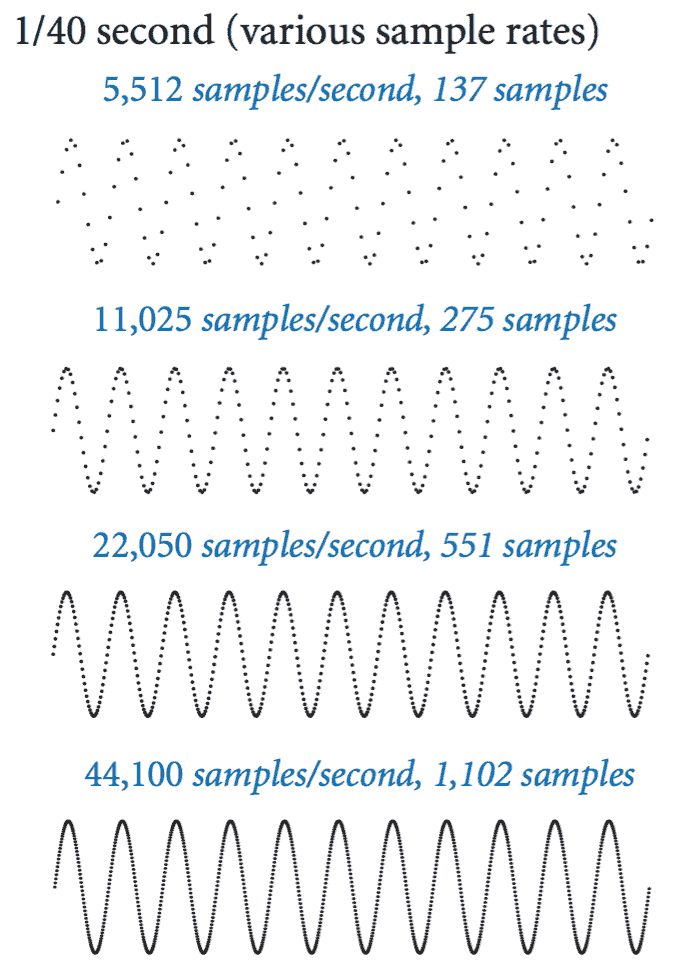 1/40 second (various sample rates)
5,512 samples/second, 137 samples
11,025 samples/second, 275 samples
22,050 samples/second, 551 samples
44,100 samples/second, 1,102 samples